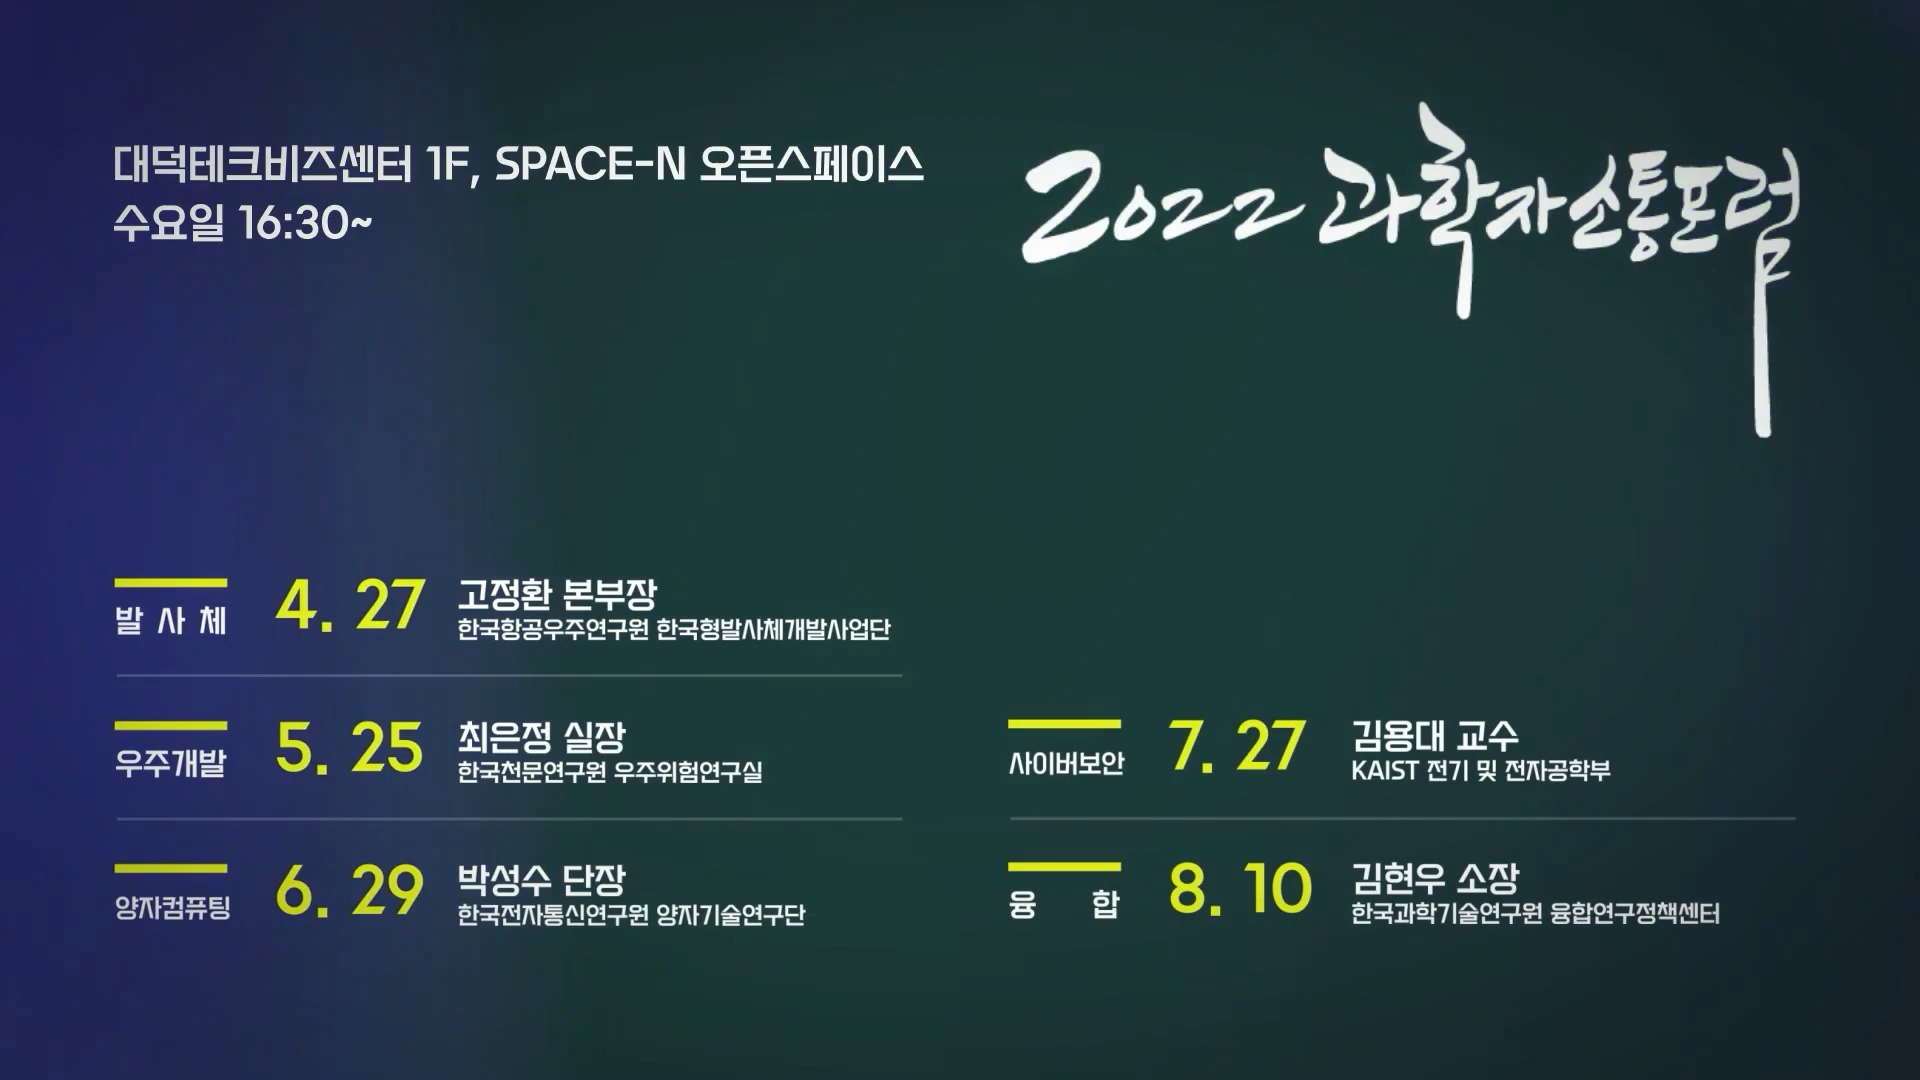 대덕테크비즈센터 1F, SPACE-N 오픈스페이스
수요일 16:30~
2022 과학자소통포럼
발사체
4. 27
고정환 본부장
한국항공우주연구원 한국형발사체개발사업단
우주개발
5. 25
최은정 실장
한국천문연구원 우주위험연구실
양자컴퓨팅
6. 29
박성수 단장
한국전자통신연구원 양자기술연구단
사이버보안
7. 27
김용대 교수
KAIST 전기 및 전자공학부
융합
8. 10
김현우 소장
한국과학기술연구원 융합연구정책센터